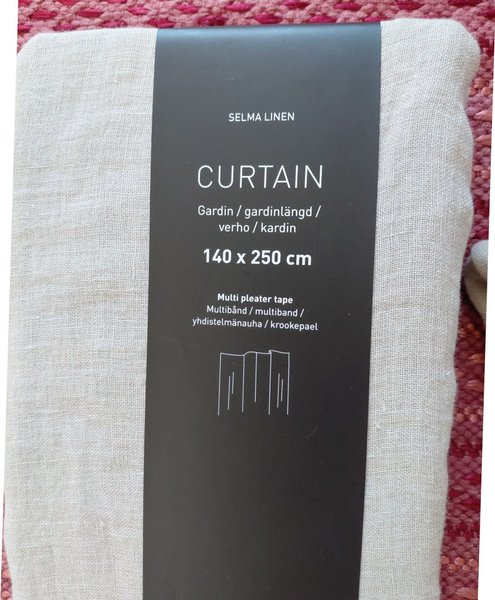 SELMA LINEN
CURTAIN
Gardin / gardinlängd /
verho / kardin
140 x 250 cm
Multi pleater tape
Multibånd / multiband /
yhdistelmänauha / krookepael